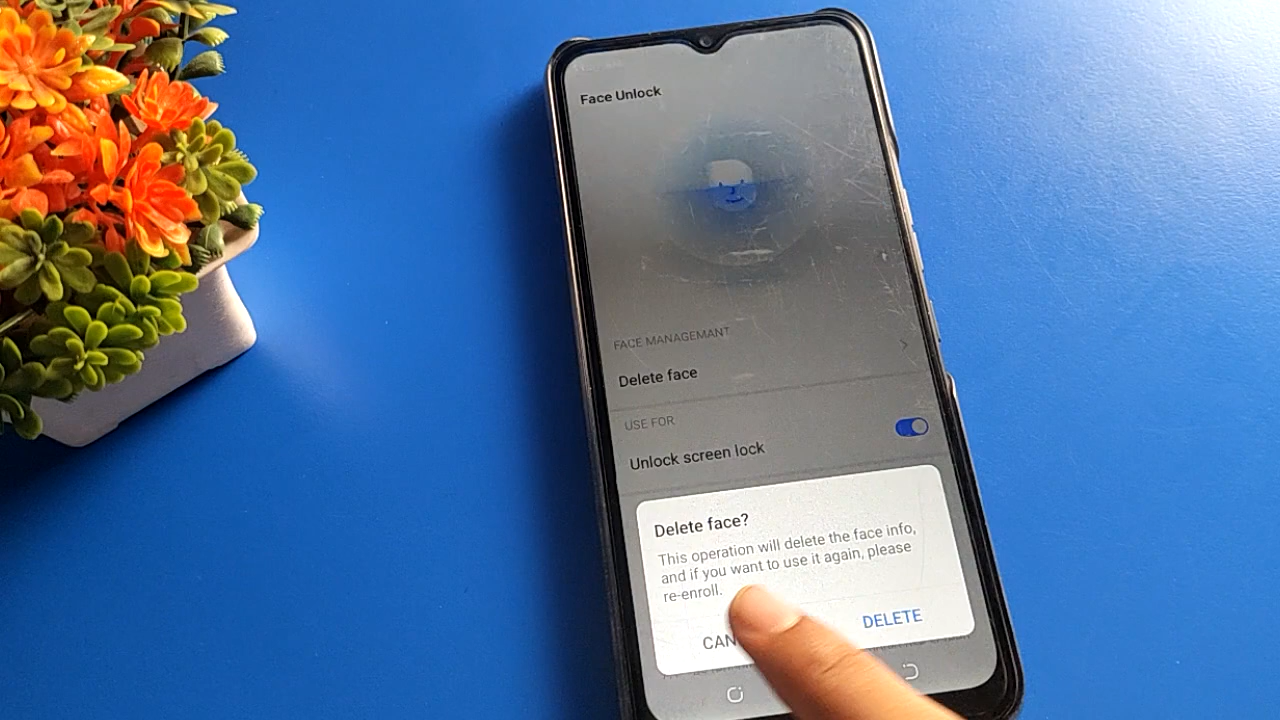 Face Unlock
FACE MANAGEMANT
Delete face
USE FOR
Unlock screen lock
Delete face?
This operation will delete the face info,
and if you want to use it again, please
re-enroll.
CAN
DELETE